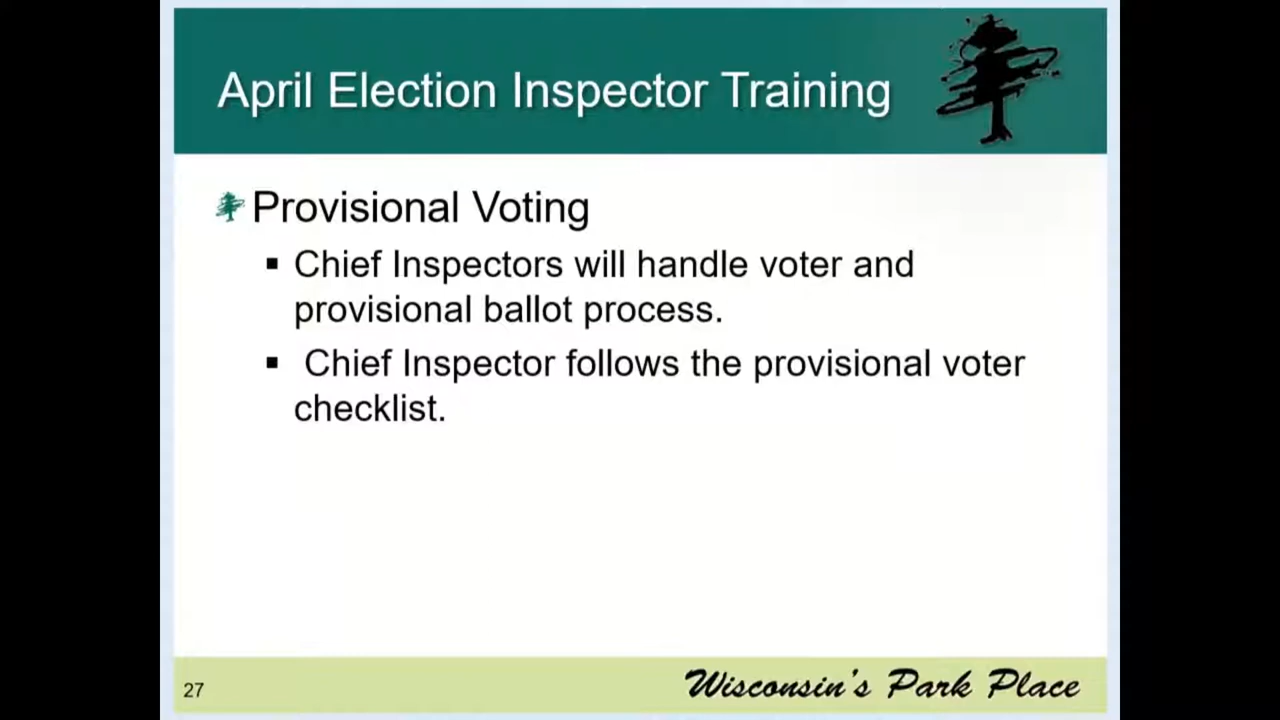 April Election Inspector Training
Provisional Voting
▪ Chief Inspectors will handle voter and
provisional ballot process.
▪ Chief Inspector follows the provisional voter
checklist.
27
Wisconsin's Park Place